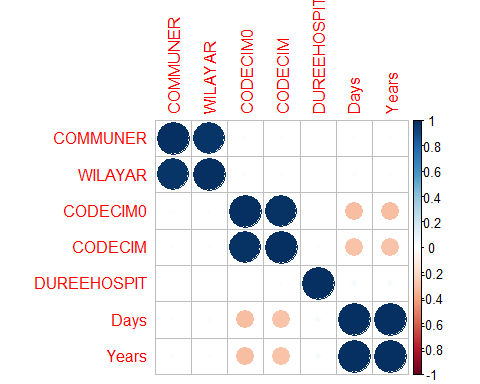 COMMUNER
WILAYAR
CODECIM0
CODECIM
DUREEHOSPIT
Days
Years
COMMUNER
WILAYAR
CODECIM0
CODECIM
DUREEHOSPIT
Days
Years
1
0.8
0.6
0.4
0.2
0
-0.2
-0.4
-0.6
-0.8
-1